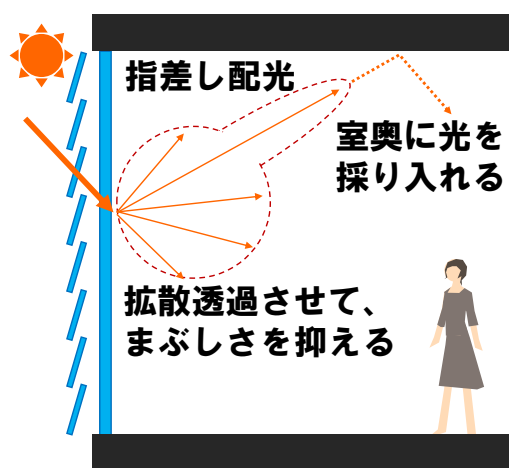 指差し配光
室奥に光を
採り入れる
拡散透過させて、
まぶしさを抑える